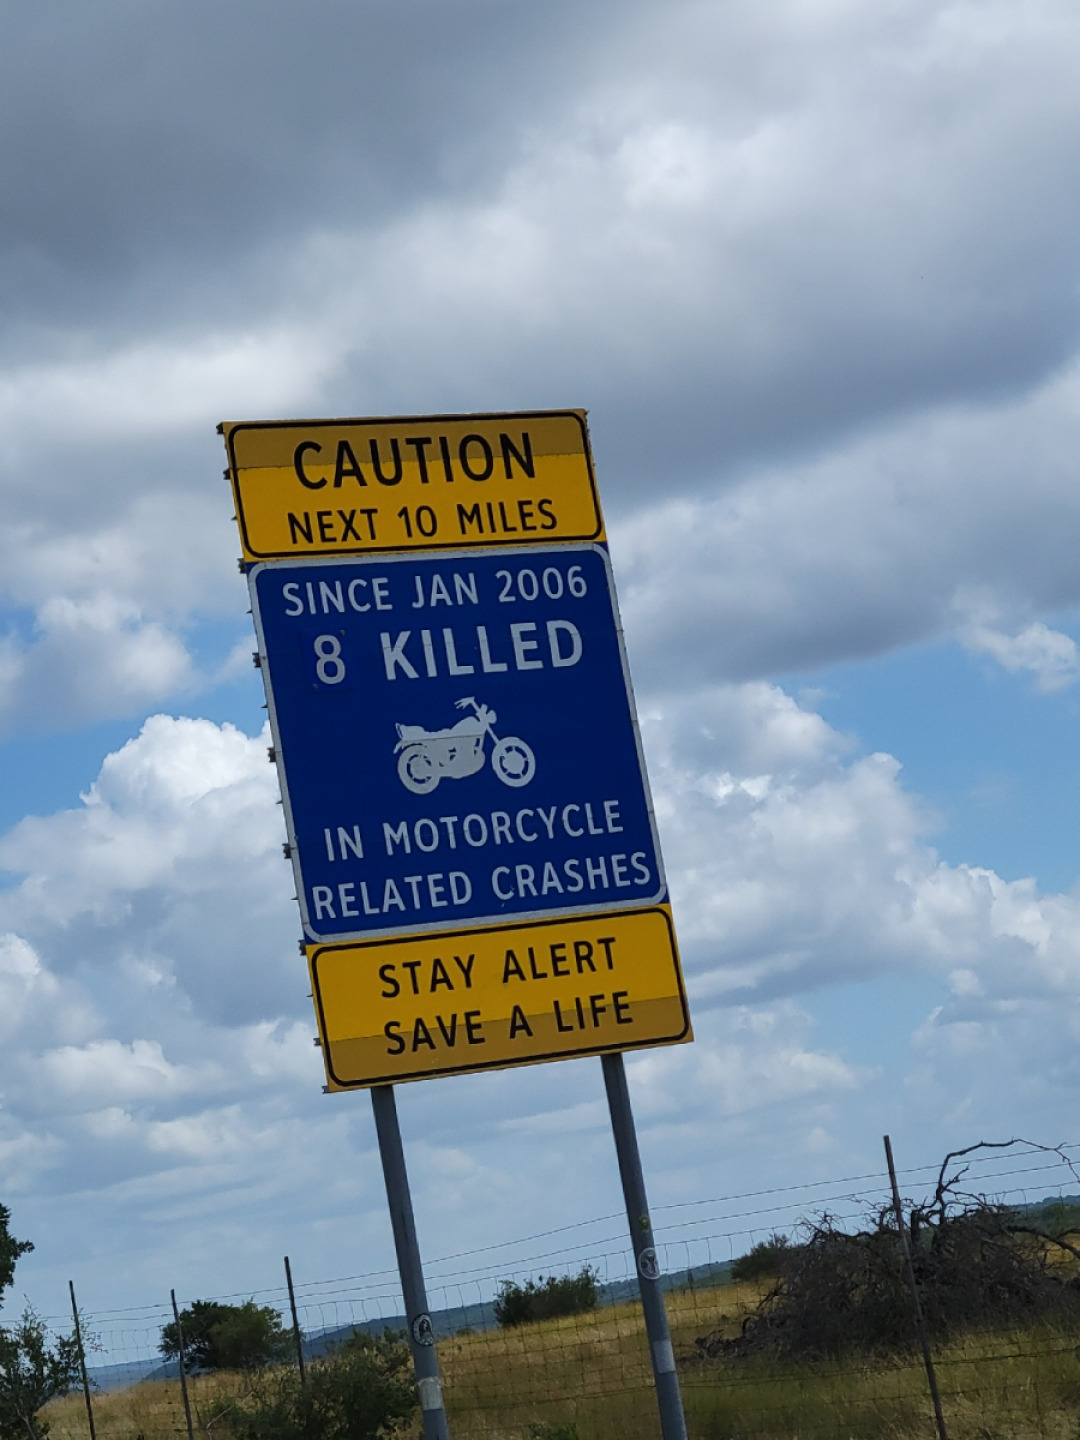 CAUTION
NEXT 10 MILES
SINCE JAN 2006
8 KILLED
IN MOTORCYCLE
RELATED CRASHES
STAY ALERT
SAVE A LIFE